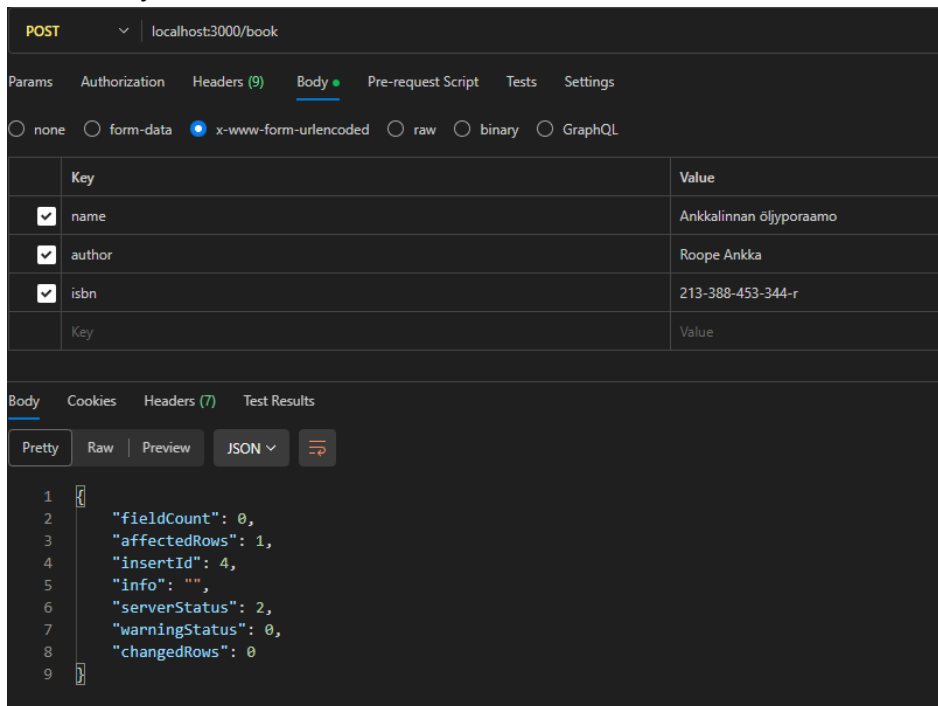 POST localhost:3000/book
Params Authorization Headers (9) Body Pre-request Script Tests Settings
none form-data x-www-form-urlencoded raw binary GraphQL
Key Value
name Ankkalinnan öljyporaamo
author Roope Ankka
isbn 213-388-453-344-r
Key Value
Body Cookies Headers (7) Test Results
Pretty Raw Preview JSON
1 {
2 "fieldCount": 0,
3 "affectedRows": 1,
4 "insertId": 4,
5 "info": "",
6 "serverStatus": 2,
7 "warningStatus": 0,
8 "changedRows": 0
9 }